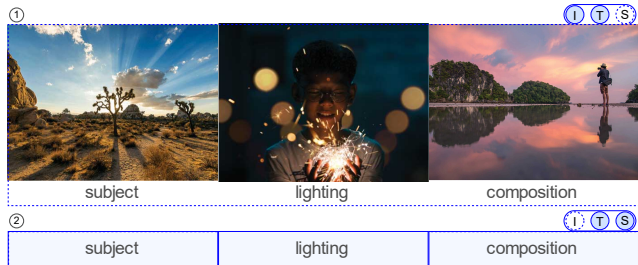 ① I T S
subject lighting composition
② I T S
subject lighting composition